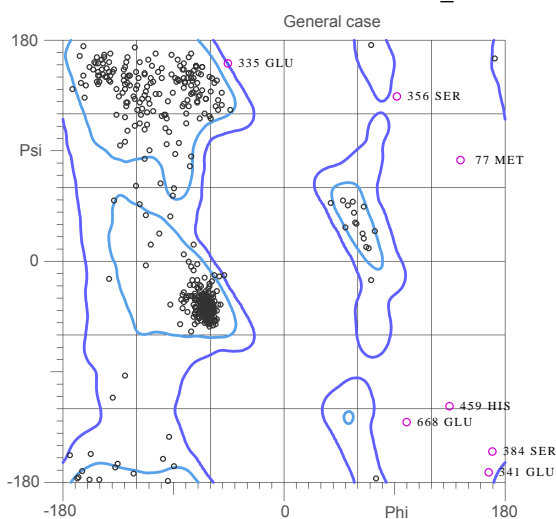 General case
180
335 GLU
356 SER
Psi
77 MET
0
459 HIS
668 GLU
384 SER
341 GLU
-180
-180 0 Phi 180